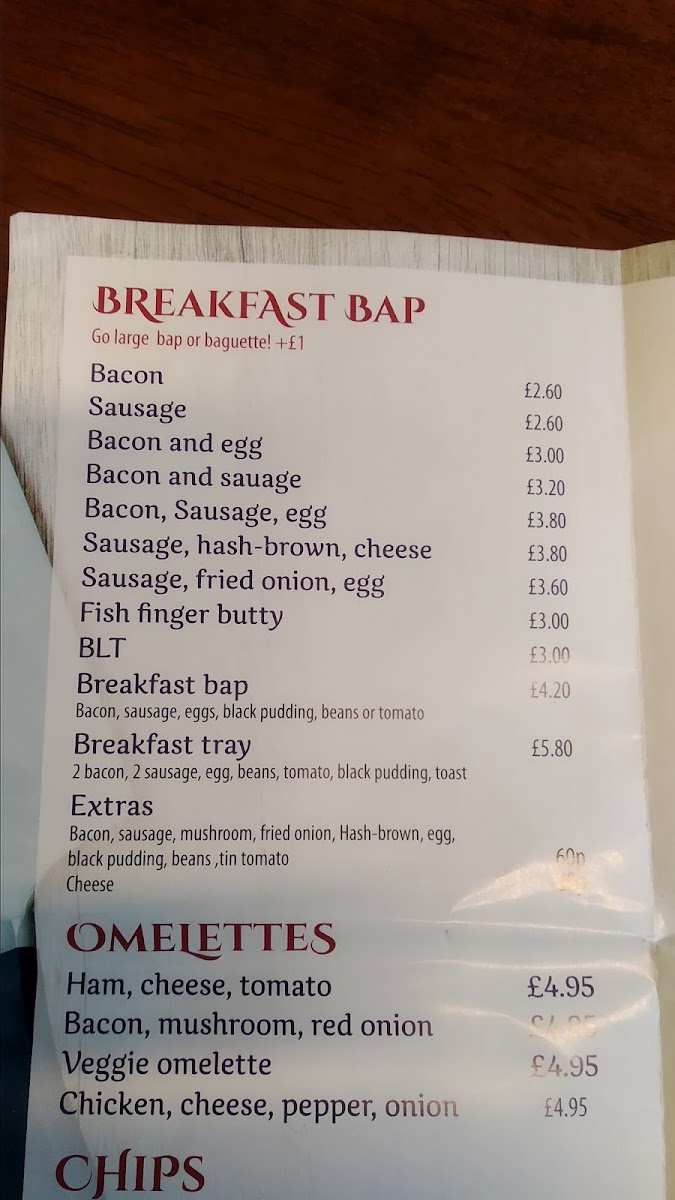 BREAKFAST BAP
Go large bap or baguette! +£1
Bacon £2.60
Sausage £2.60
Bacon and egg £3.00
Bacon and sauage £3.20
Bacon, Sausage, egg £3.80
Sausage, hash-brown, cheese £3.80
Sausage, fried onion, egg £3.60
Fish finger butty £3.00
BLT £3.00
Breakfast bap £4.20
Bacon, sausage, eggs, black pudding, beans or tomato
Breakfast tray £5.80
2 bacon, 2 sausage, egg, beans, tomato, black pudding, toast
Extras
Bacon, sausage, mushroom, fried onion, Hash-brown, egg,
black pudding, beans ,tin tomato 60p
Cheese
OMELETTES
Ham, cheese, tomato £4.95
Bacon, mushroom, red onion £4.95
Veggie omelette £4.95
Chicken, cheese, pepper, onion £4.95
CHIPS